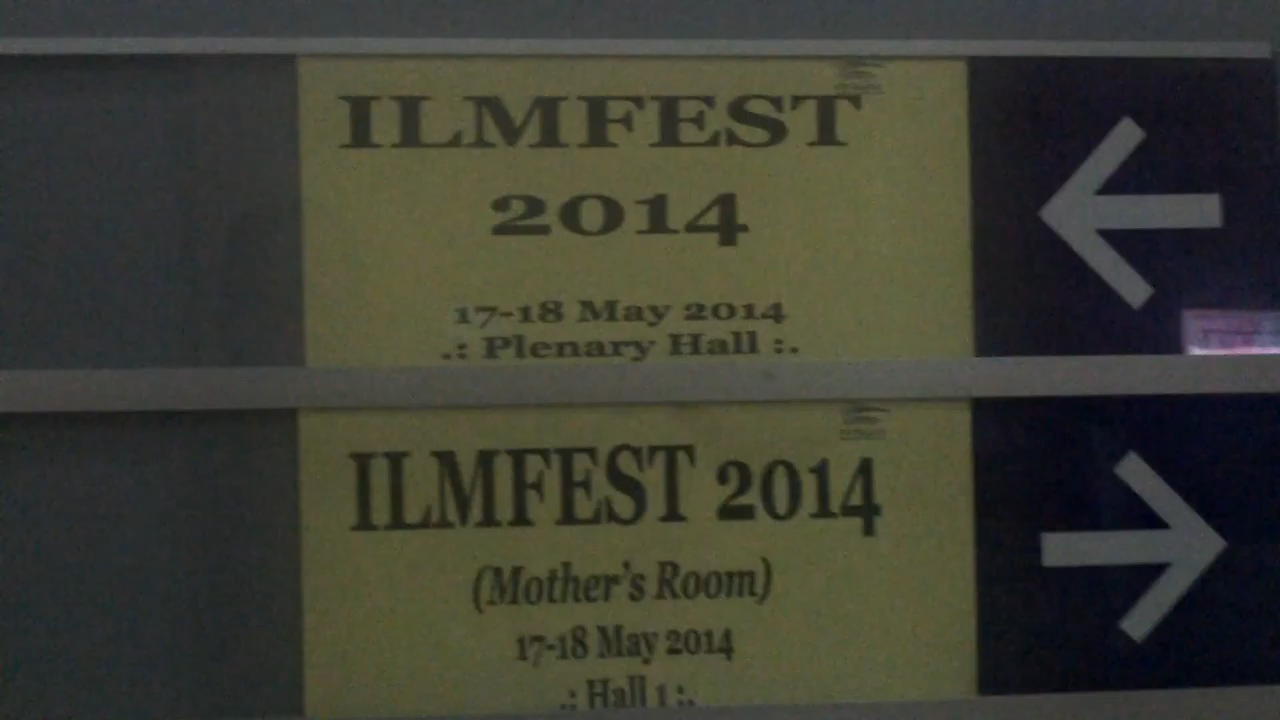 ILMFEST
2014
17-18 May 2014
.: Plenary Hall :.
ILMFEST 2014
(Mother's Room)
17-18 May 2014
.: Hall 1 :.